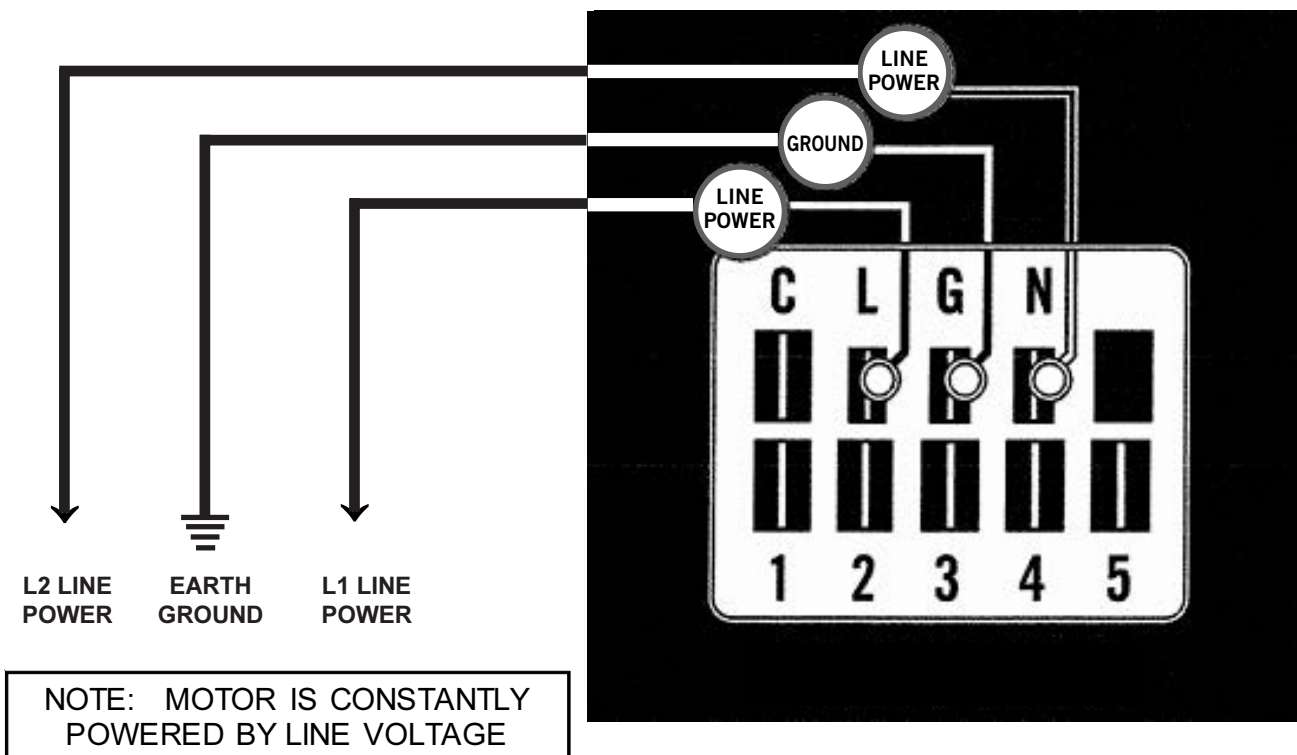 LINE
POWER
GROUND
LINE
POWER
C L G N
1 2 3 4 5
L2 LINE
POWER
EARTH
GROUND
L1 LINE
POWER
NOTE: MOTOR IS CONSTANTLY
POWERED BY LINE VOLTAGE